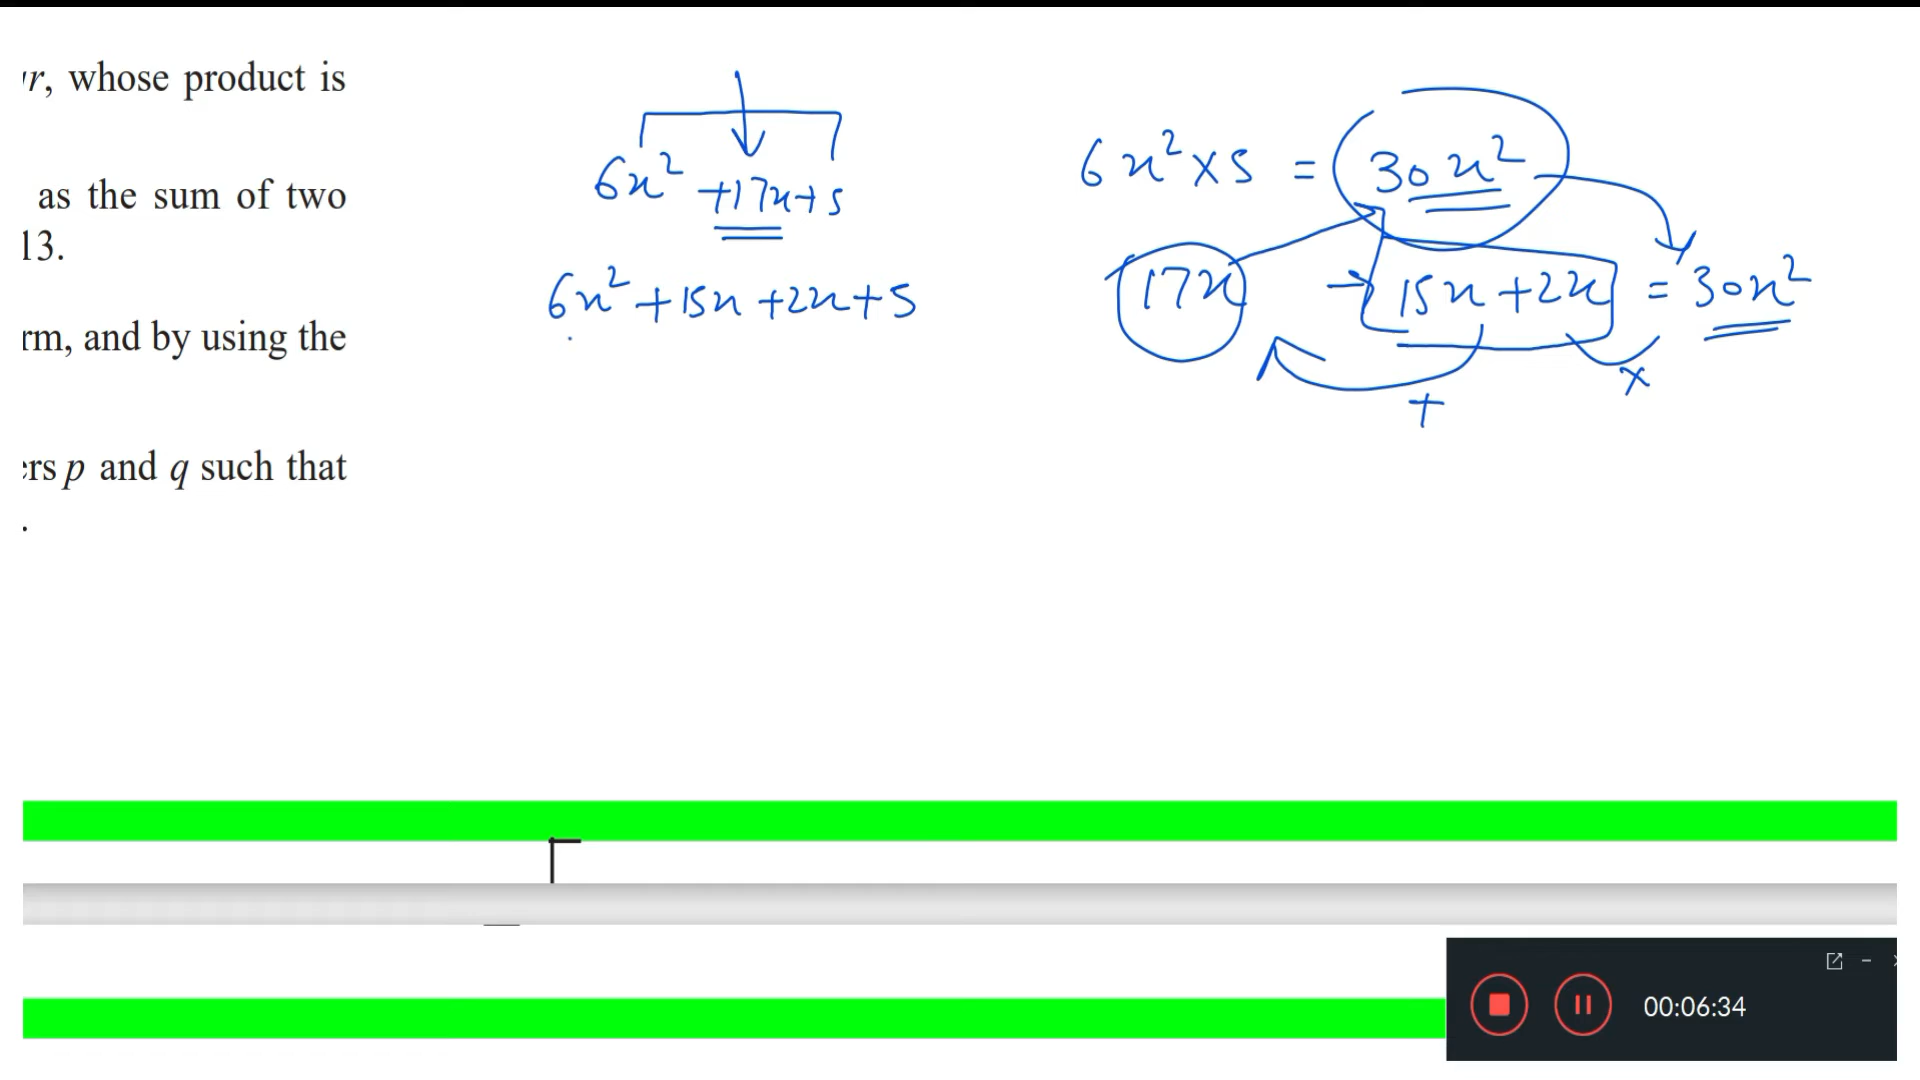 r, whose product is
as the sum of two
13.
rm, and by using the
rs p and q such that
.
6x² +17x+5
6x² +15x +2x+5
6x² x 5 = 30x²
17x → 15x +2x = 30x²
+ x
00:06:34